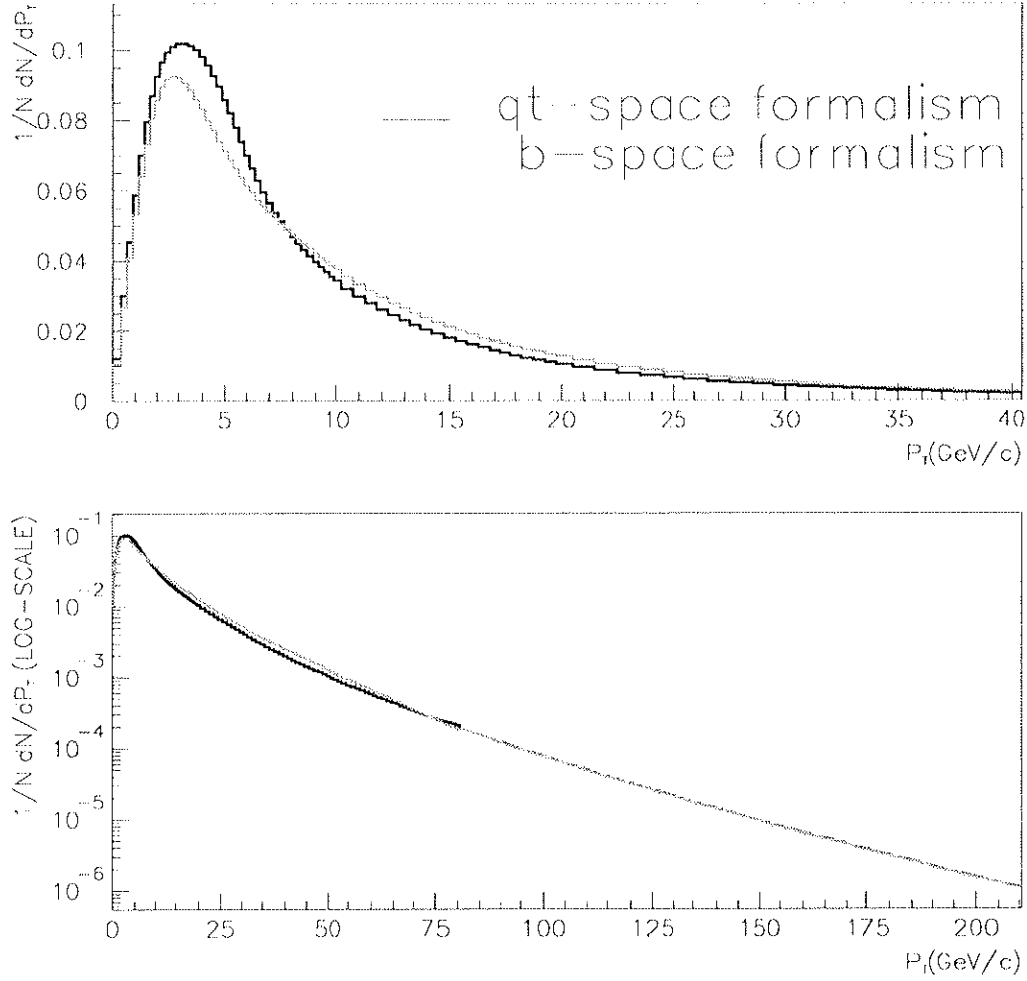 1/N dN/dP_T
0.1
0.08
0.06
0.04
0.02
0
qt-space formalism
b-space formalism
0 5 10 15 20 25 30 35 40
P_T(GeV/c)
1/N dN/dP_T (LOG-SCALE)
10^-1
10^-2
10^-3
10^-4
10^-5
10^-6
0 25 50 75 100 125 150 175 200
P_T(GeV/c)